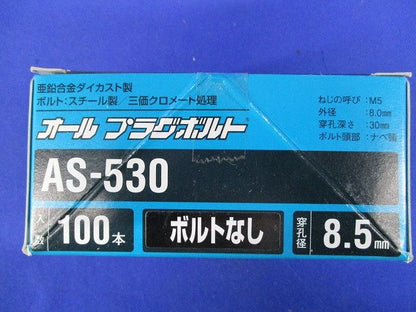 亜鉛合金ダイカスト製
ボルト：スチール製／三価クロメート処理
ねじの呼び：M5
外径：8.0mm
穿孔深さ：30mm
ボルト頭部：ナベ頭
オール プラグボルト
AS-530
入数 100本
ボルトなし
穿孔径 8.5mm